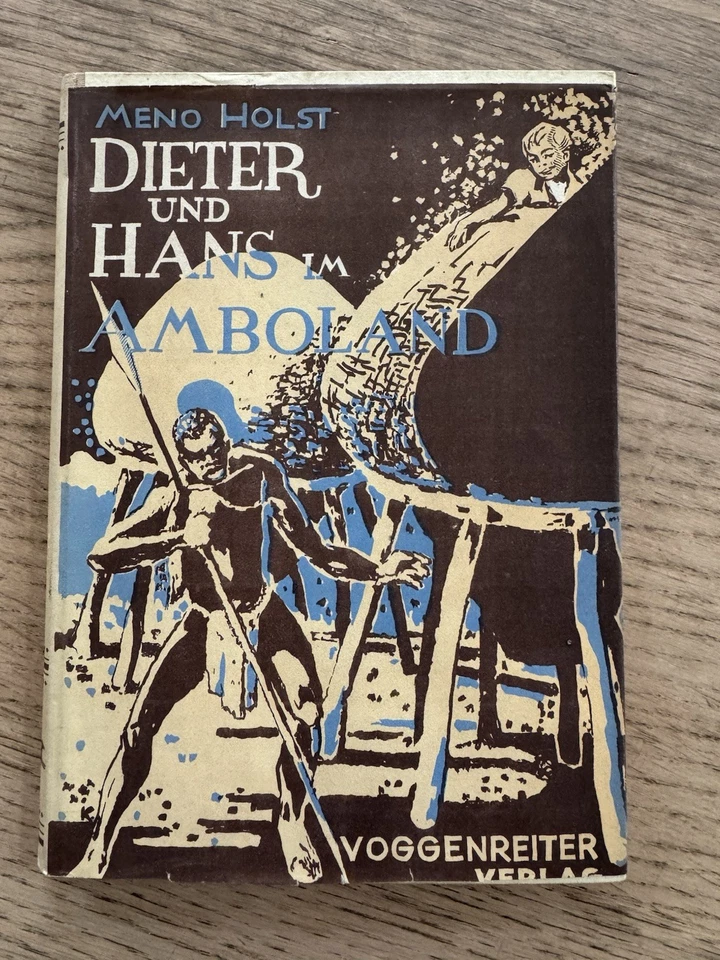 MENO HOLST
DIETER
UND
HANS IM
AMBOLAND
VOGGENREITER
VERLAG